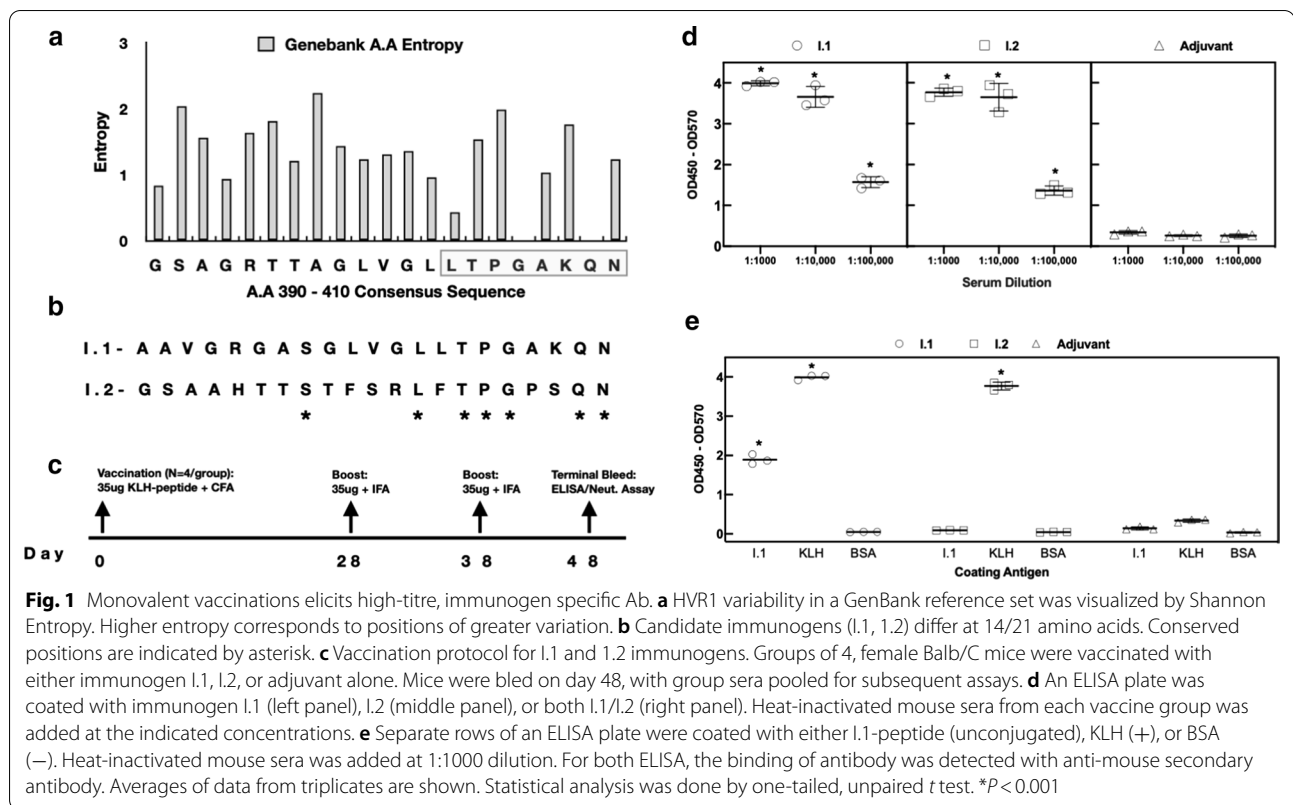 a
3
Genebank A.A Entropy
2
1
0
Entropy
G S A G R T T A G L V G L L T P G A K Q N
A.A 390 - 410 Consensus Sequence
b
I.1- A A V G R G A S G L V G L L T P G A K Q N
I.2- G S A A H T T S T F S R L F T P G P S Q N
* * * * * * *
c
Vaccination (N=4/group):
35ug KLH-peptide + CFA
Boost:
35ug + IFA
Boost:
35ug + IFA
Terminal Bleed:
ELISA/Neut. Assay
Day
0 28 3 8 4 8
d
I.1 I.2 Adjuvant
4
3
2
1
0
OD450 - OD570
* * * * * *
1:1000 1:10,000 1:100,000 1:1000 1:10,000 1:100,000 1:1000 1:10,000 1:100,000
Serum Dilution
e
I.1 I.2 Adjuvant
4
3
2
1
0
OD450 - OD570
* * *
I.1 KLH BSA I.1 KLH BSA I.1 KLH BSA
Coating Antigen
Fig. 1 Monovalent vaccinations elicits high-titre, immunogen specific Ab. a HVR1 variability in a GenBank reference set was visualized by Shannon
Entropy. Higher entropy corresponds to positions of greater variation. b Candidate immunogens (I.1, 1.2) differ at 14/21 amino acids. Conserved
positions are indicated by asterisk. c Vaccination protocol for I.1 and 1.2 immunogens. Groups of 4, female Balb/C mice were vaccinated with
either immunogen I.1, I.2, or adjuvant alone. Mice were bled on day 48, with group sera pooled for subsequent assays. d An ELISA plate was
coated with immunogen I.1 (left panel), I.2 (middle panel), or both I.1/I.2 (right panel). Heat-inactivated mouse sera from each vaccine group was
added at the indicated concentrations. e Separate rows of an ELISA plate were coated with either I.1-peptide (unconjugated), KLH (+), or BSA
(−). Heat-inactivated mouse sera was added at 1:1000 dilution. For both ELISA, the binding of antibody was detected with anti-mouse secondary
antibody. Averages of data from triplicates are shown. Statistical analysis was done by one-tailed, unpaired t test. *P < 0.001